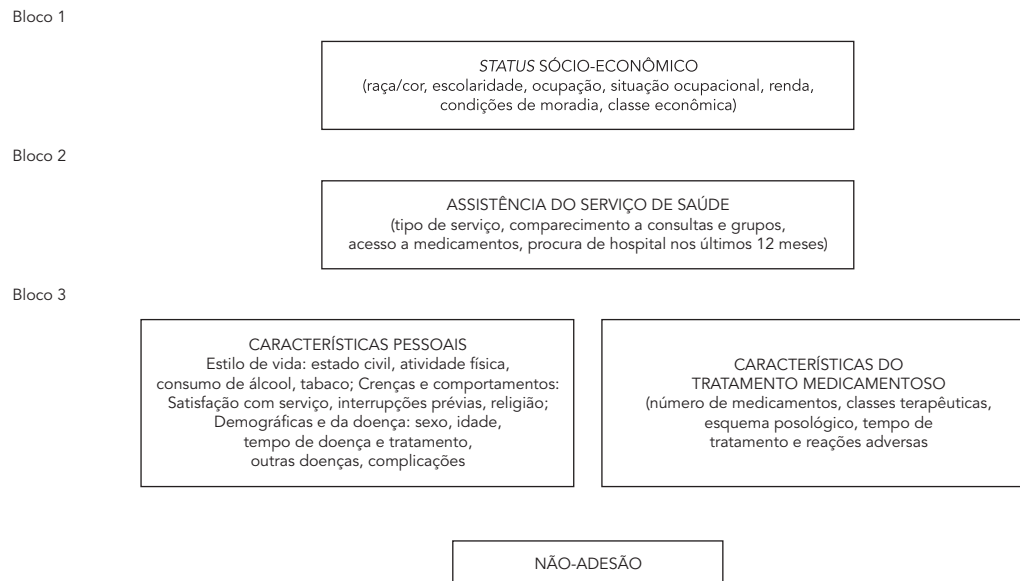 Bloco 1
STATUS SÓCIO-ECONÔMICO
(raça/cor, escolaridade, ocupação, situação ocupacional, renda,
condições de moradia, classe econômica)
Bloco 2
ASSISTÊNCIA DO SERVIÇO DE SAÚDE
(tipo de serviço, comparecimento a consultas e grupos,
acesso a medicamentos, procura de hospital nos últimos 12 meses)
Bloco 3
CARACTERÍSTICAS PESSOAIS
Estilo de vida: estado civil, atividade física,
consumo de álcool, tabaco; Crenças e comportamentos:
Satisfação com serviço, interrupções prévias, religião;
Demográficas e da doença: sexo, idade,
tempo de doença e tratamento,
outras doenças, complicações
CARACTERÍSTICAS DO
TRATAMENTO MEDICAMENTOSO
(número de medicamentos, classes terapêuticas,
esquema posológico, tempo de
tratamento e reações adversas
NÃO-ADESÃO